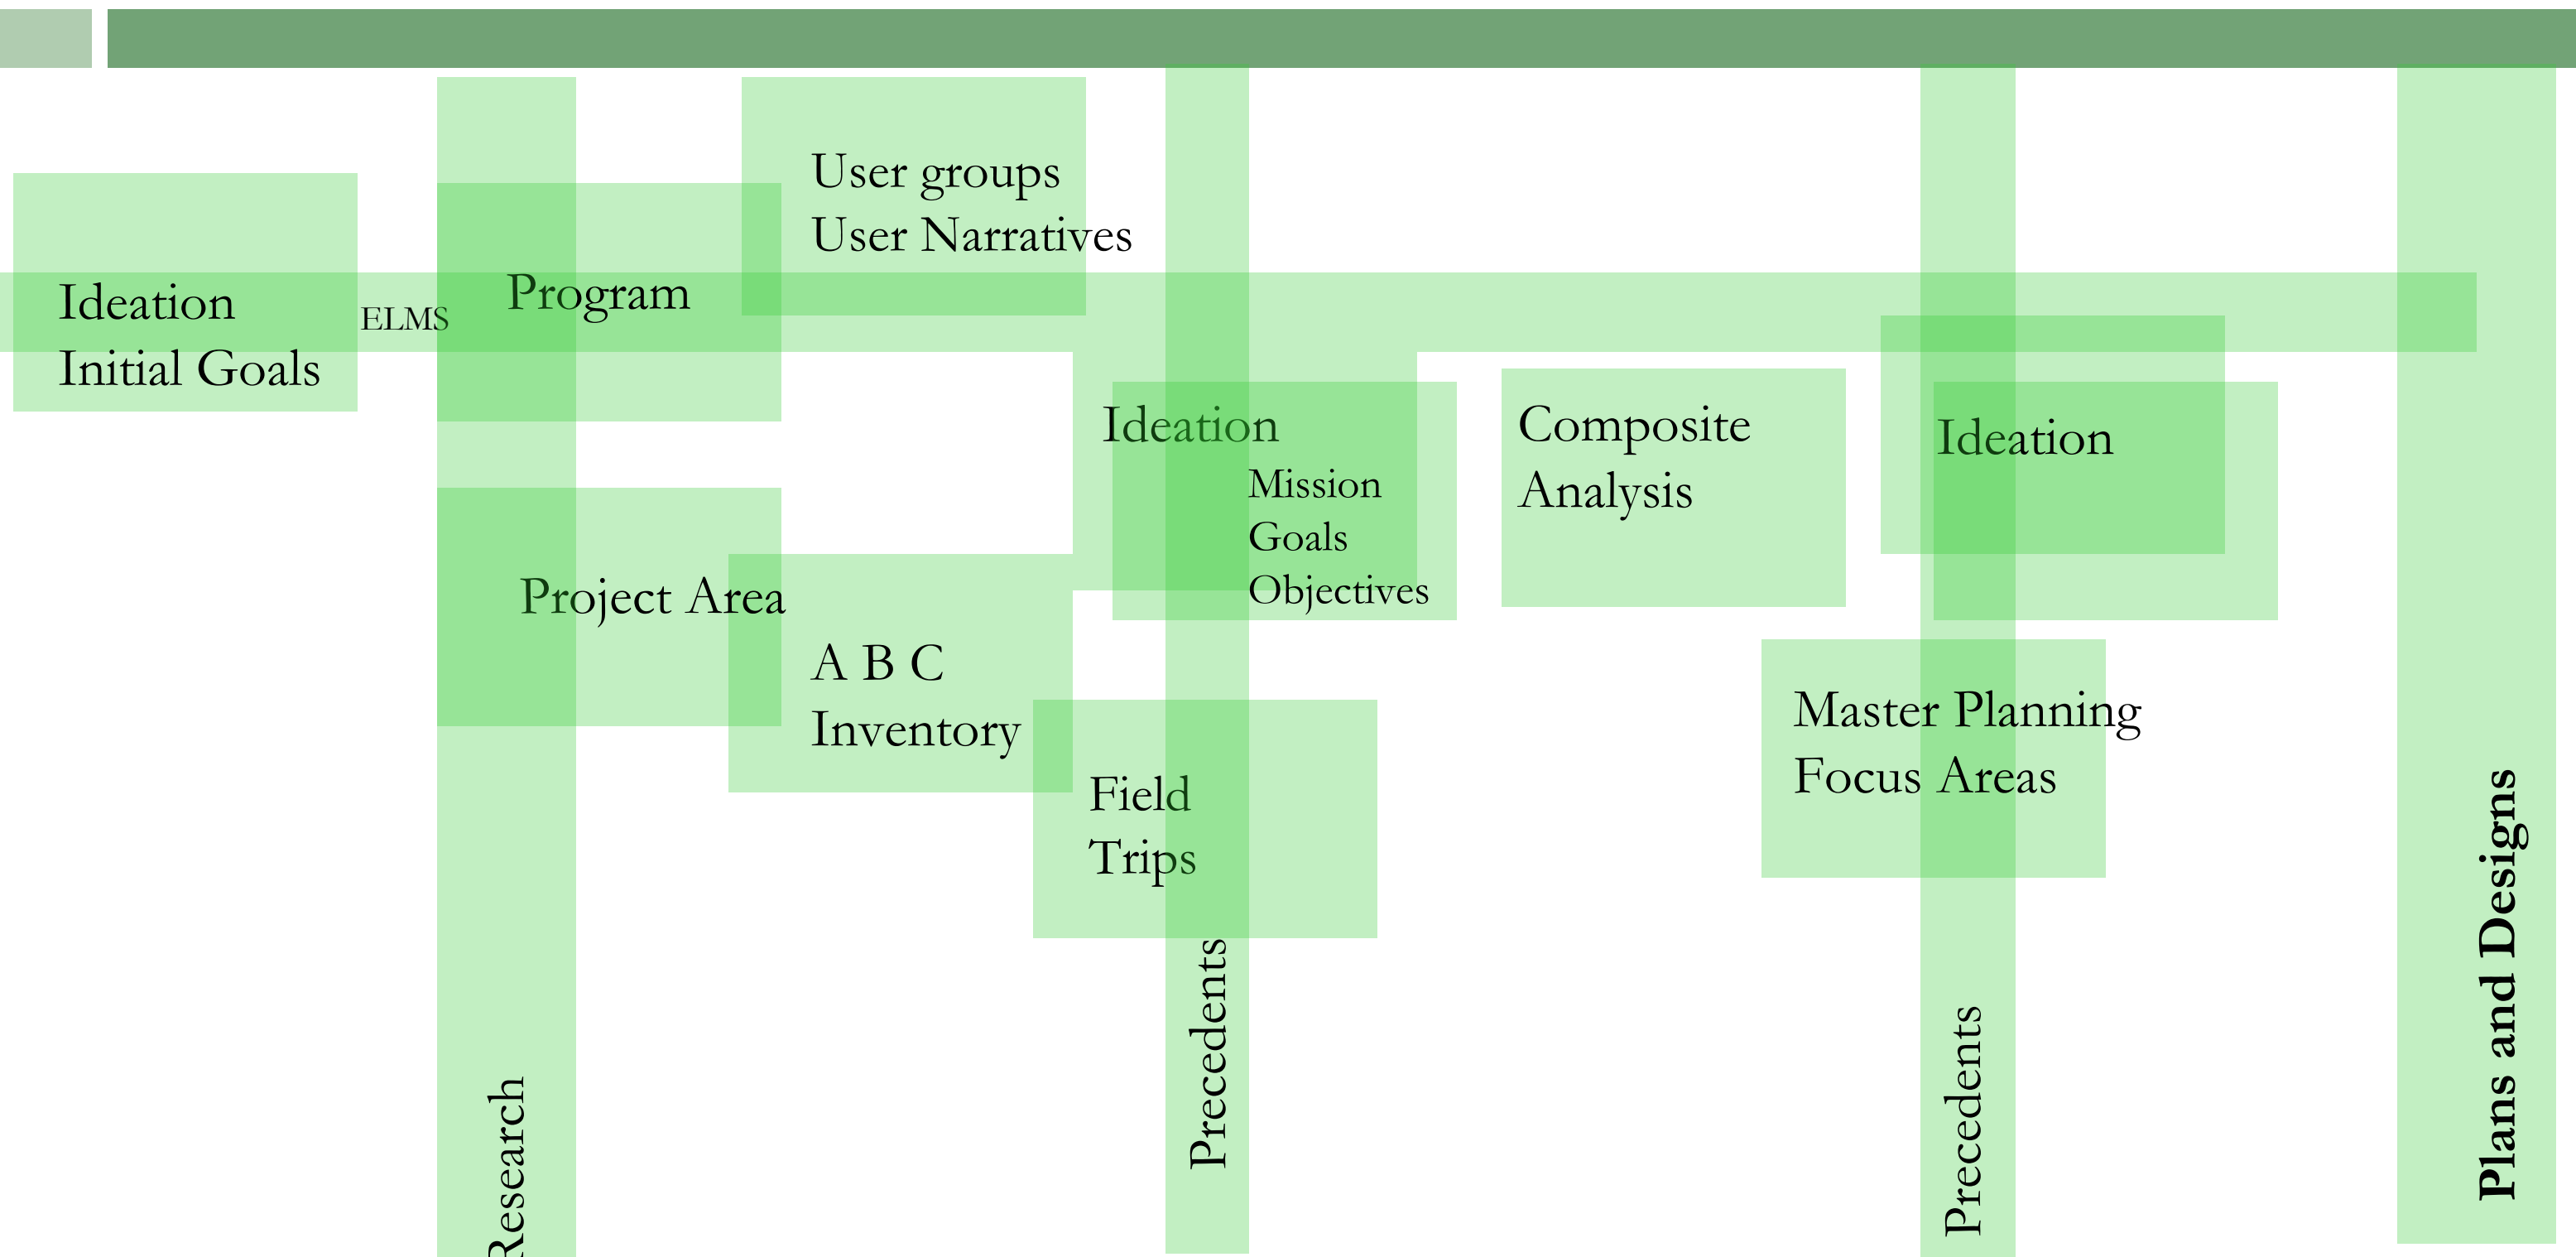 Ideation
Initial Goals
ELMS
Program
User groups
User Narratives
Project Area
A B C
Inventory
Research
Ideation
Mission
Goals
Objectives
Field
Trips
Precedents
Composite
Analysis
Ideation
Master Planning
Focus Areas
Precedents
Plans and Designs